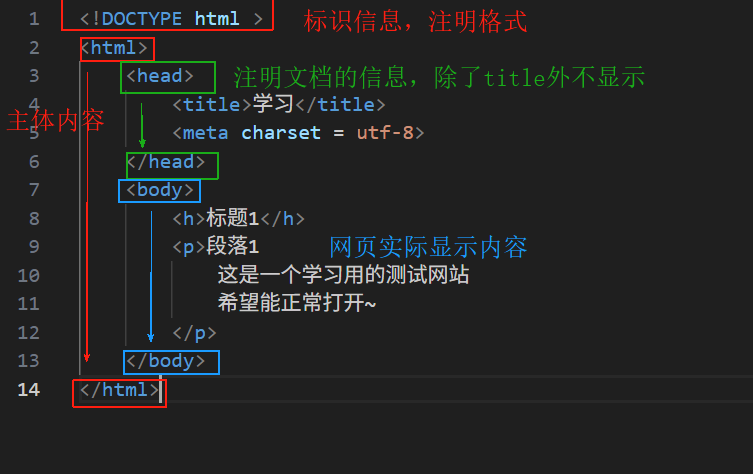 1 <!DOCTYPE html > 标识信息，注明格式
2 <html>
3 <head> 注明文档的信息，除了title外不显示
4 <title>学习</title>
主体内容
5 <meta charset = utf-8>
6 </head>
7 <body>
8 <h>标题1</h>
9 <p>段落1 网页实际显示内容
10 这是一个学习用的测试网站
11 希望能正常打开~
12 </p>
13 </body>
14 </html>